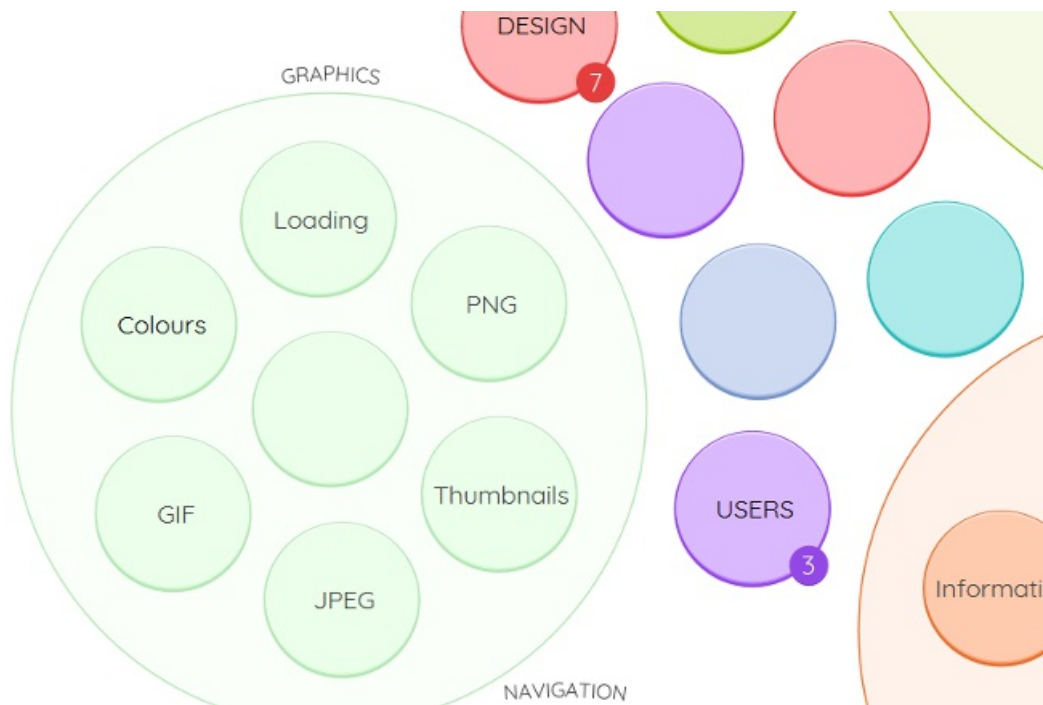 DESIGN
7
GRAPHICS
Loading
PNG
Colours
Thumbnails
GIF
USERS
3
JPEG
Informati
NAVIGATION